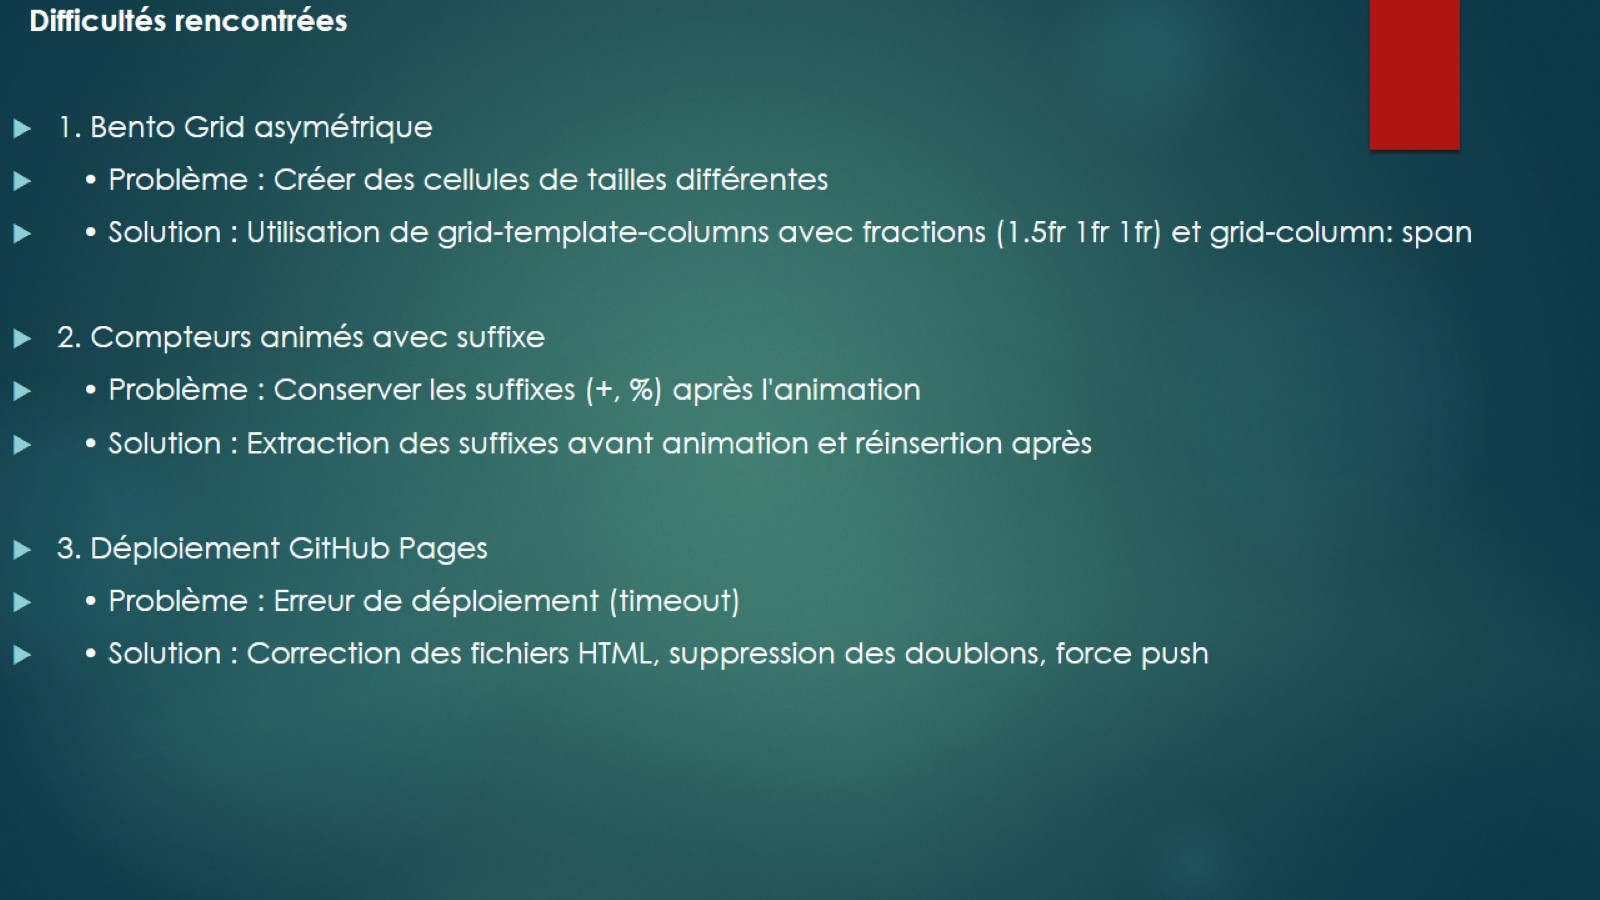 Difficultés rencontrées
1. Bento Grid asymétrique
• Problème : Créer des cellules de tailles différentes
• Solution : Utilisation de grid-template-columns avec fractions (1.5fr 1fr 1fr) et grid-column: span
2. Compteurs animés avec suffixe
• Problème : Conserver les suffixes (+, %) après l'animation
• Solution : Extraction des suffixes avant animation et réinsertion après
3. Déploiement GitHub Pages
• Problème : Erreur de déploiement (timeout)
• Solution : Correction des fichiers HTML, suppression des doublons, force push